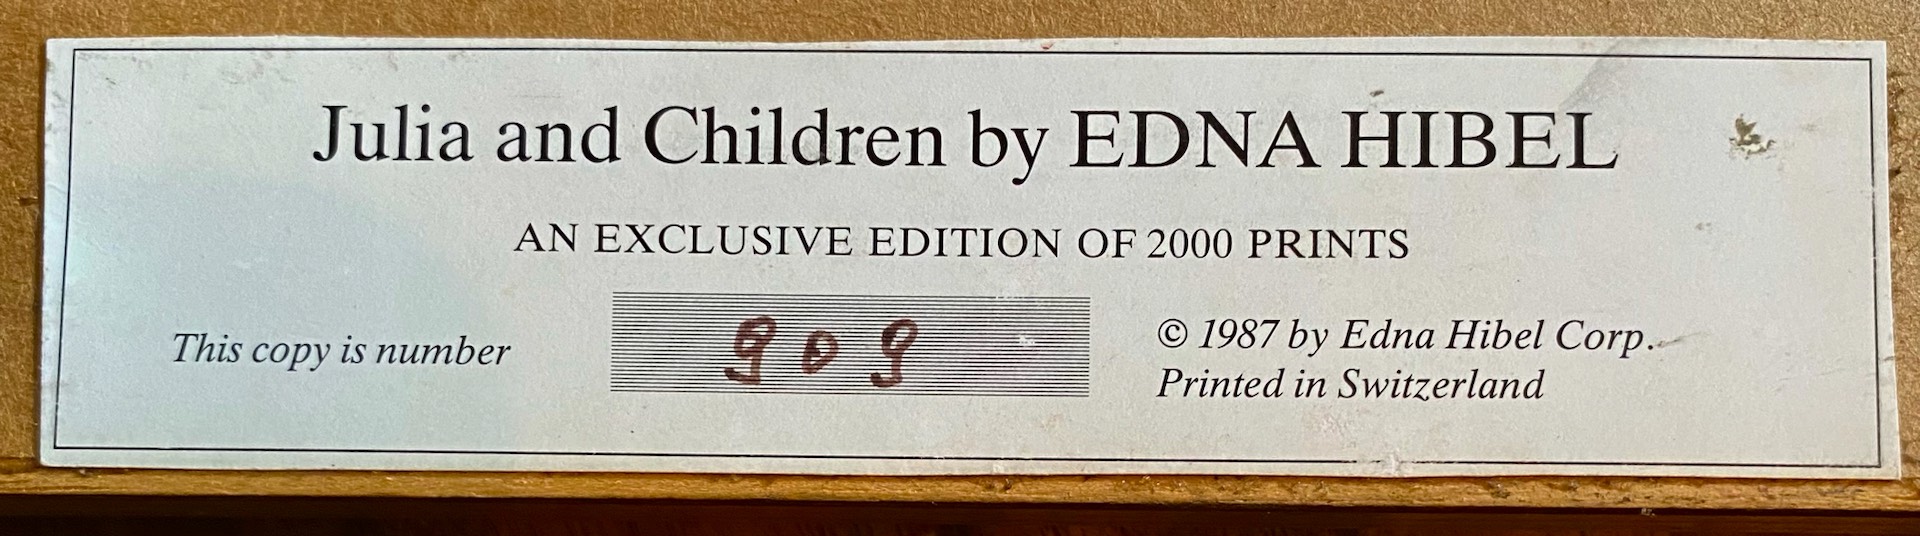 Julia and Children by EDNA HIBEL
AN EXCLUSIVE EDITION OF 2000 PRINTS
This copy is number 909
© 1987 by Edna Hibel Corp.
Printed in Switzerland